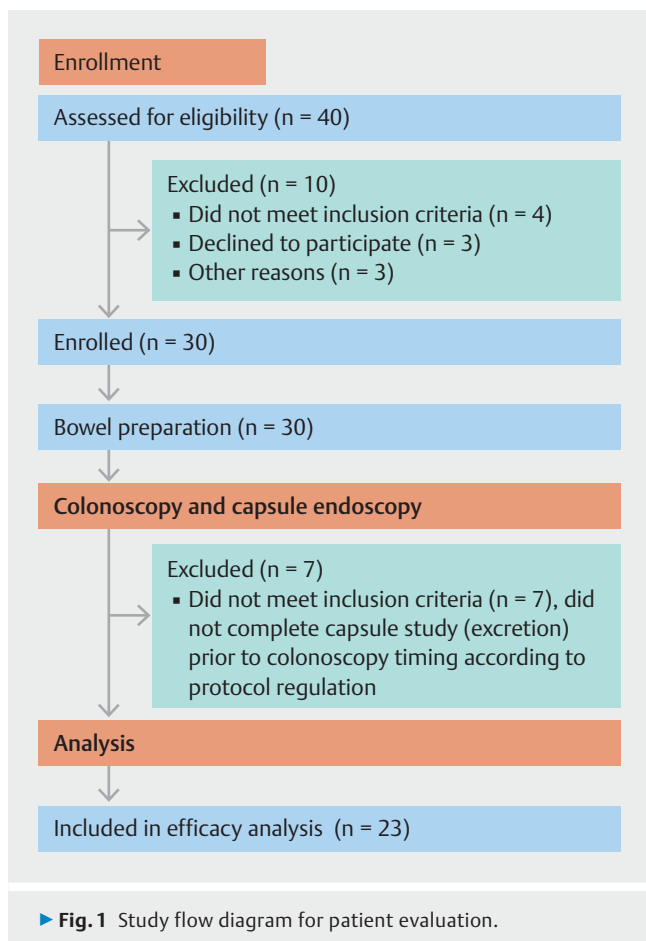 Enrollment
Assessed for eligibility (n = 40)
Excluded (n = 10)
▪ Did not meet inclusion criteria (n = 4)
▪ Declined to participate (n = 3)
▪ Other reasons (n = 3)
Enrolled (n = 30)
Bowel preparation (n = 30)
Colonoscopy and capsule endoscopy
Excluded (n = 7)
▪ Did not meet inclusion criteria (n = 7), did
not complete capsule study (excretion)
prior to colonoscopy timing according to
protocol regulation
Analysis
Included in efficacy analysis (n = 23)
▶ Fig. 1 Study flow diagram for patient evaluation.